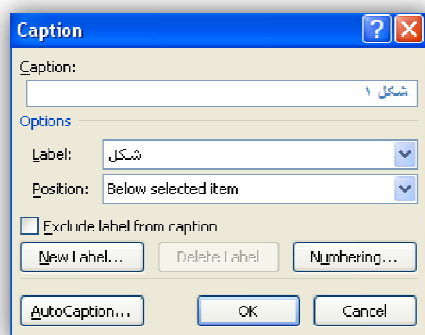 Caption
Caption:
شکل ۱
Options
Label: شکل
Position: Below selected item
Exclude label from caption
New Label... Delete Label Numbering...
AutoCaption... OK Cancel